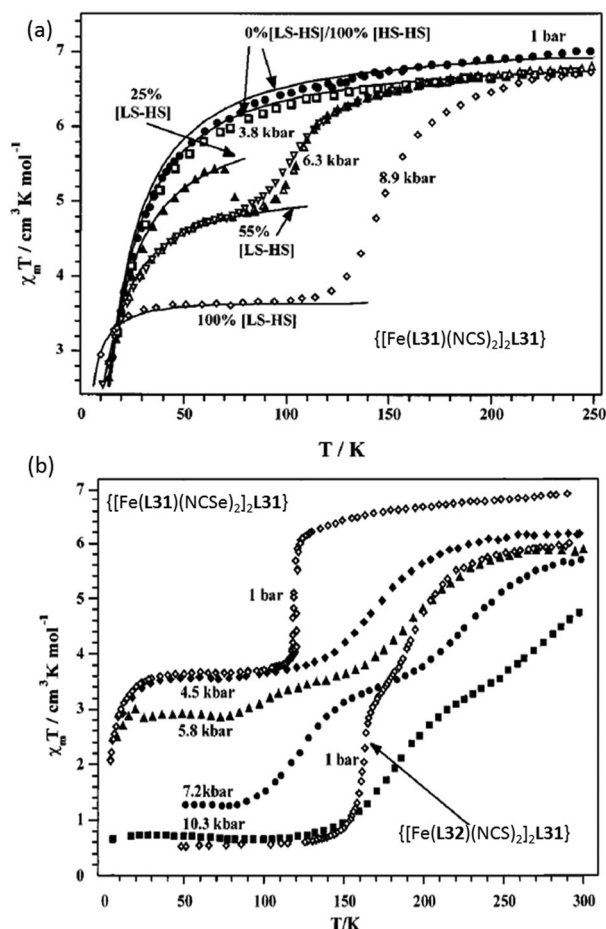 (a)
0%[LS-HS]/100% [HS-HS]
1 bar
25%
[LS-HS]
3.8 kbar
6.3 kbar
8.9 kbar
55%
[LS-HS]
100% [LS-HS]
{[Fe(L31)(NCS)₂]₂L31}
χₘT / cm³K mol⁻¹
7
6
5
4
3
0 50 100 150 200 250
T / K
(b)
{[Fe(L31)(NCSe)₂]₂L31}
1 bar
4.5 kbar
5.8 kbar
1 bar
7.2kbar
10.3 kbar
{[Fe(L32)(NCS)₂]₂L31}
χₘT / cm³K mol⁻¹
7
6
5
4
3
2
1
0
0 50 100 150 200 250 300
T/K